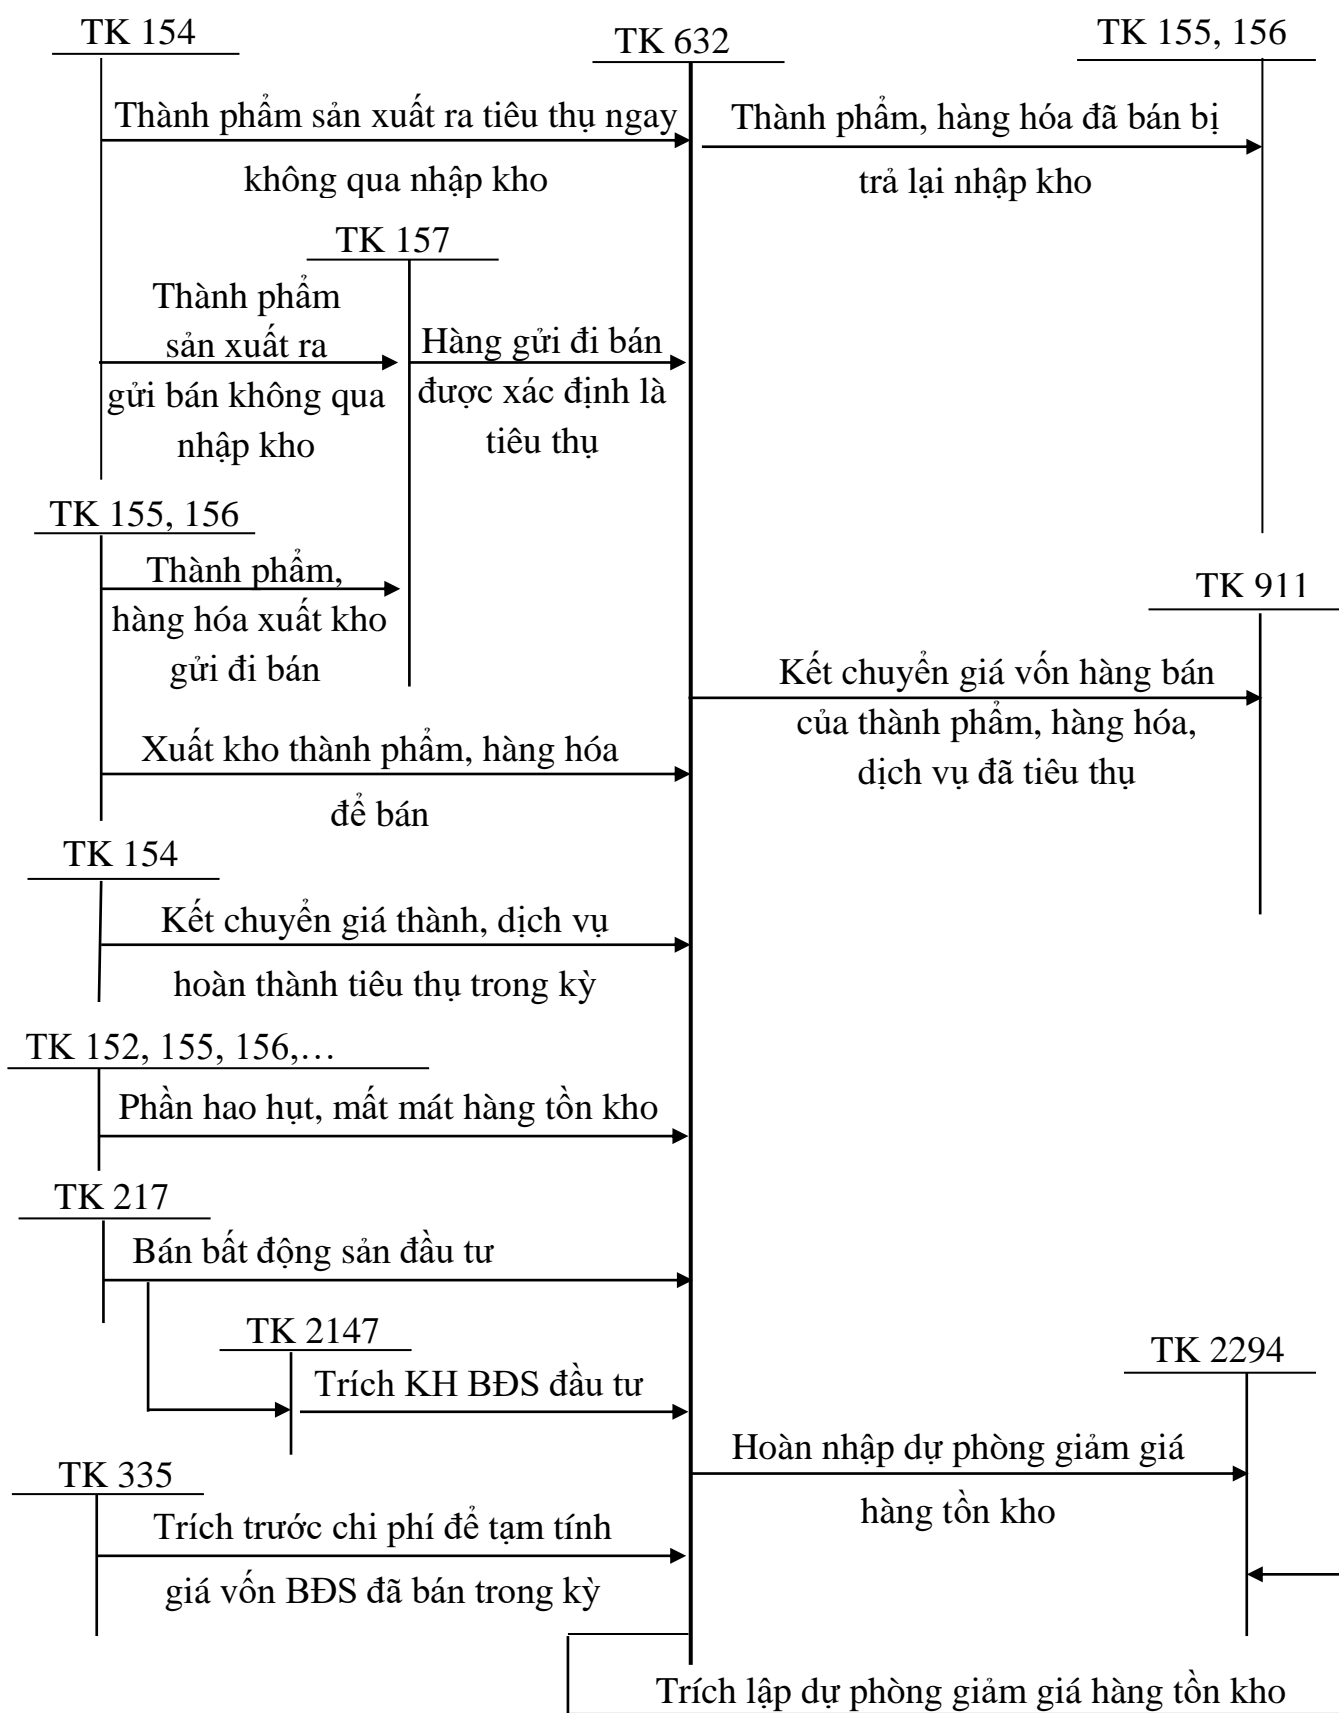 TK 154
TK 632
TK 155, 156
Thành phẩm sản xuất ra tiêu thụ ngay
không qua nhập kho
Thành phẩm, hàng hóa đã bán bị
trả lại nhập kho
TK 157
Thành phẩm
sản xuất ra
gửi bán không qua
nhập kho
Hàng gửi đi bán
được xác định là
tiêu thụ
TK 155, 156
Thành phẩm,
hàng hóa xuất kho
gửi đi bán
TK 911
Kết chuyển giá vốn hàng bán
của thành phẩm, hàng hóa,
dịch vụ đã tiêu thụ
Xuất kho thành phẩm, hàng hóa
để bán
TK 154
Kết chuyển giá thành, dịch vụ
hoàn thành tiêu thụ trong kỳ
TK 152, 155, 156,…
Phần hao hụt, mất mát hàng tồn kho
TK 217
Bán bất động sản đầu tư
TK 2147
Trích KH BĐS đầu tư
TK 2294
Hoàn nhập dự phòng giảm giá
hàng tồn kho
TK 335
Trích trước chi phí để tạm tính
giá vốn BĐS đã bán trong kỳ
Trích lập dự phòng giảm giá hàng tồn kho